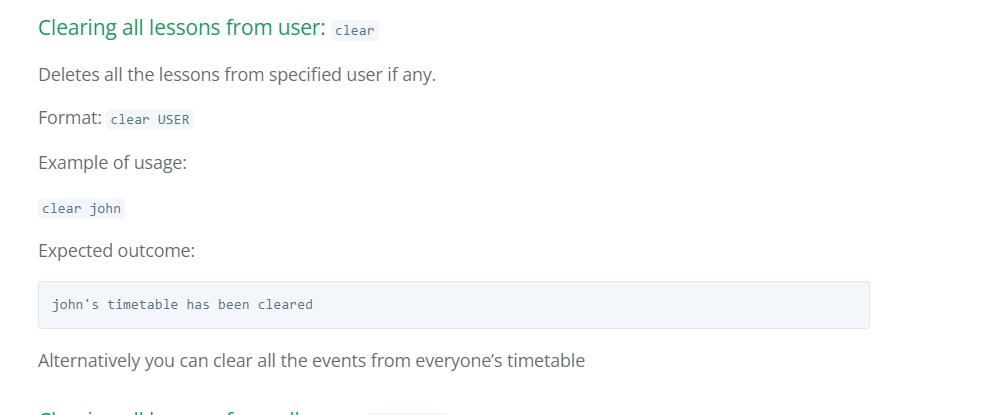 Clearing all lessons from user: clear
Deletes all the lessons from specified user if any.
Format: clear USER
Example of usage:
clear john
Expected outcome:
john's timetable has been cleared
Alternatively you can clear all the events from everyone’s timetable